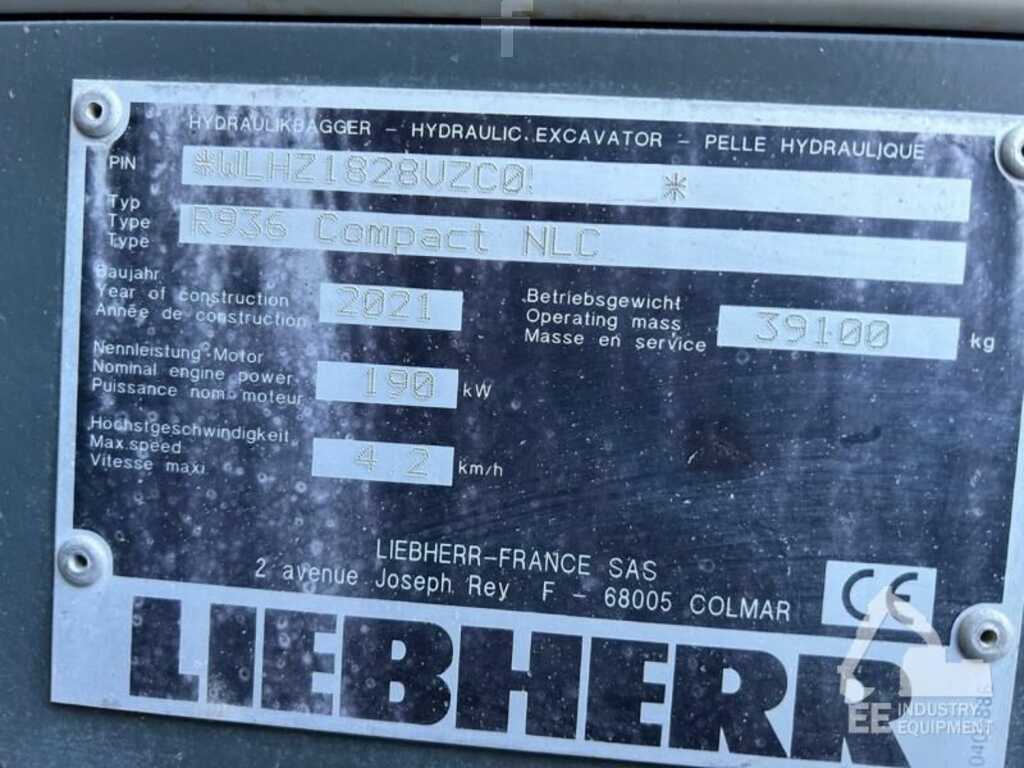 HYDRAULIKBAGGER - HYDRAULIC EXCAVATOR - PELLE HYDRAULIQUE
PIN *WLHZ1828VZC0 *
Typ
Type
Type
R936 Compact NLC
Baujahr
Year of construction
Année de construction
2021
Betriebsgewicht
Operating mass
Masse en service
39100 kg
Nennleistung Motor
Nominal engine power
Puissance nom moteur
190 kW
Höchstgeschwindigkeit
Max.speed
Vitesse maxi
4.2 km/h
LIEBHERR-FRANCE SAS
2 avenue Joseph Rey F - 68005 COLMAR
CE
LIEBHERR
EE INDUSTRY
EQUIPMENT